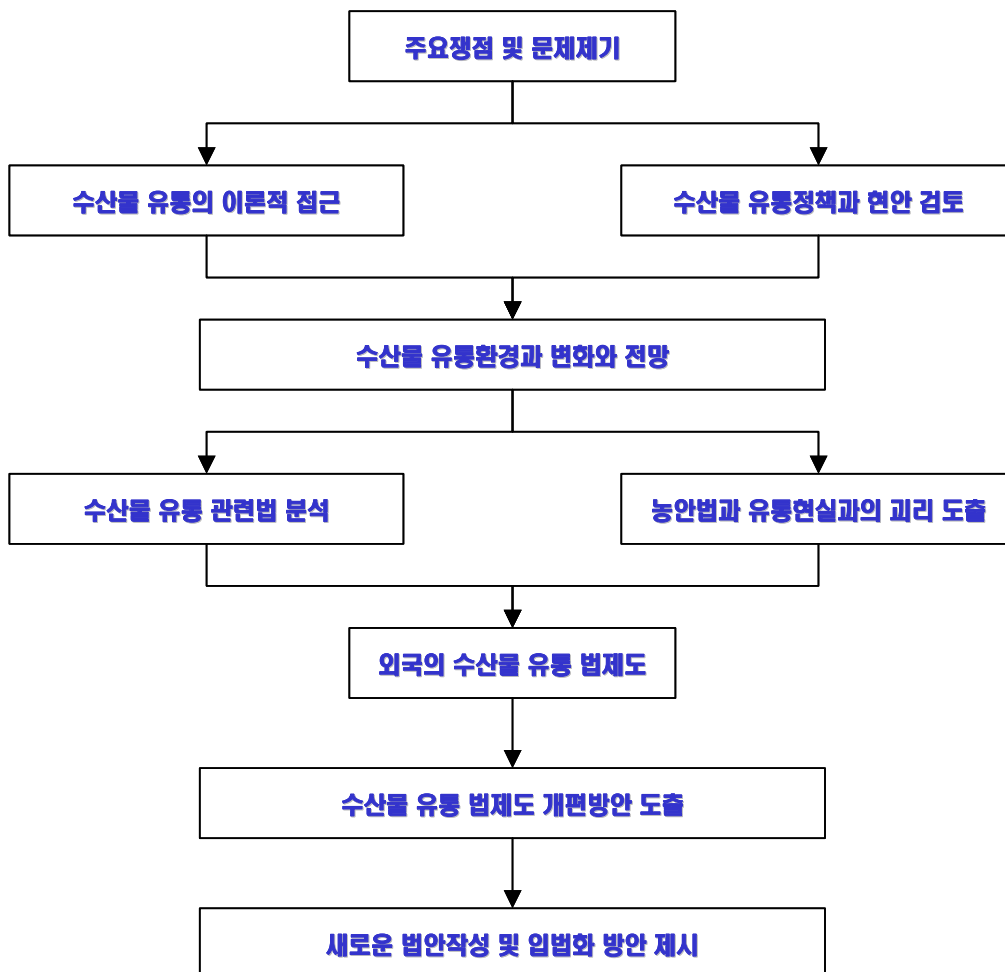 주요쟁점 및 문제제기
수산물 유통의 이론적 접근
수산물 유통정책과 현안 검토
수산물 유통환경과 변화와 전망
수산물 유통 관련법 분석
농안법과 유통현실과의 괴리 도출
외국의 수산물 유통 법제도
수산물 유통 법제도 개편방안 도출
새로운 법안작성 및 입법화 방안 제시